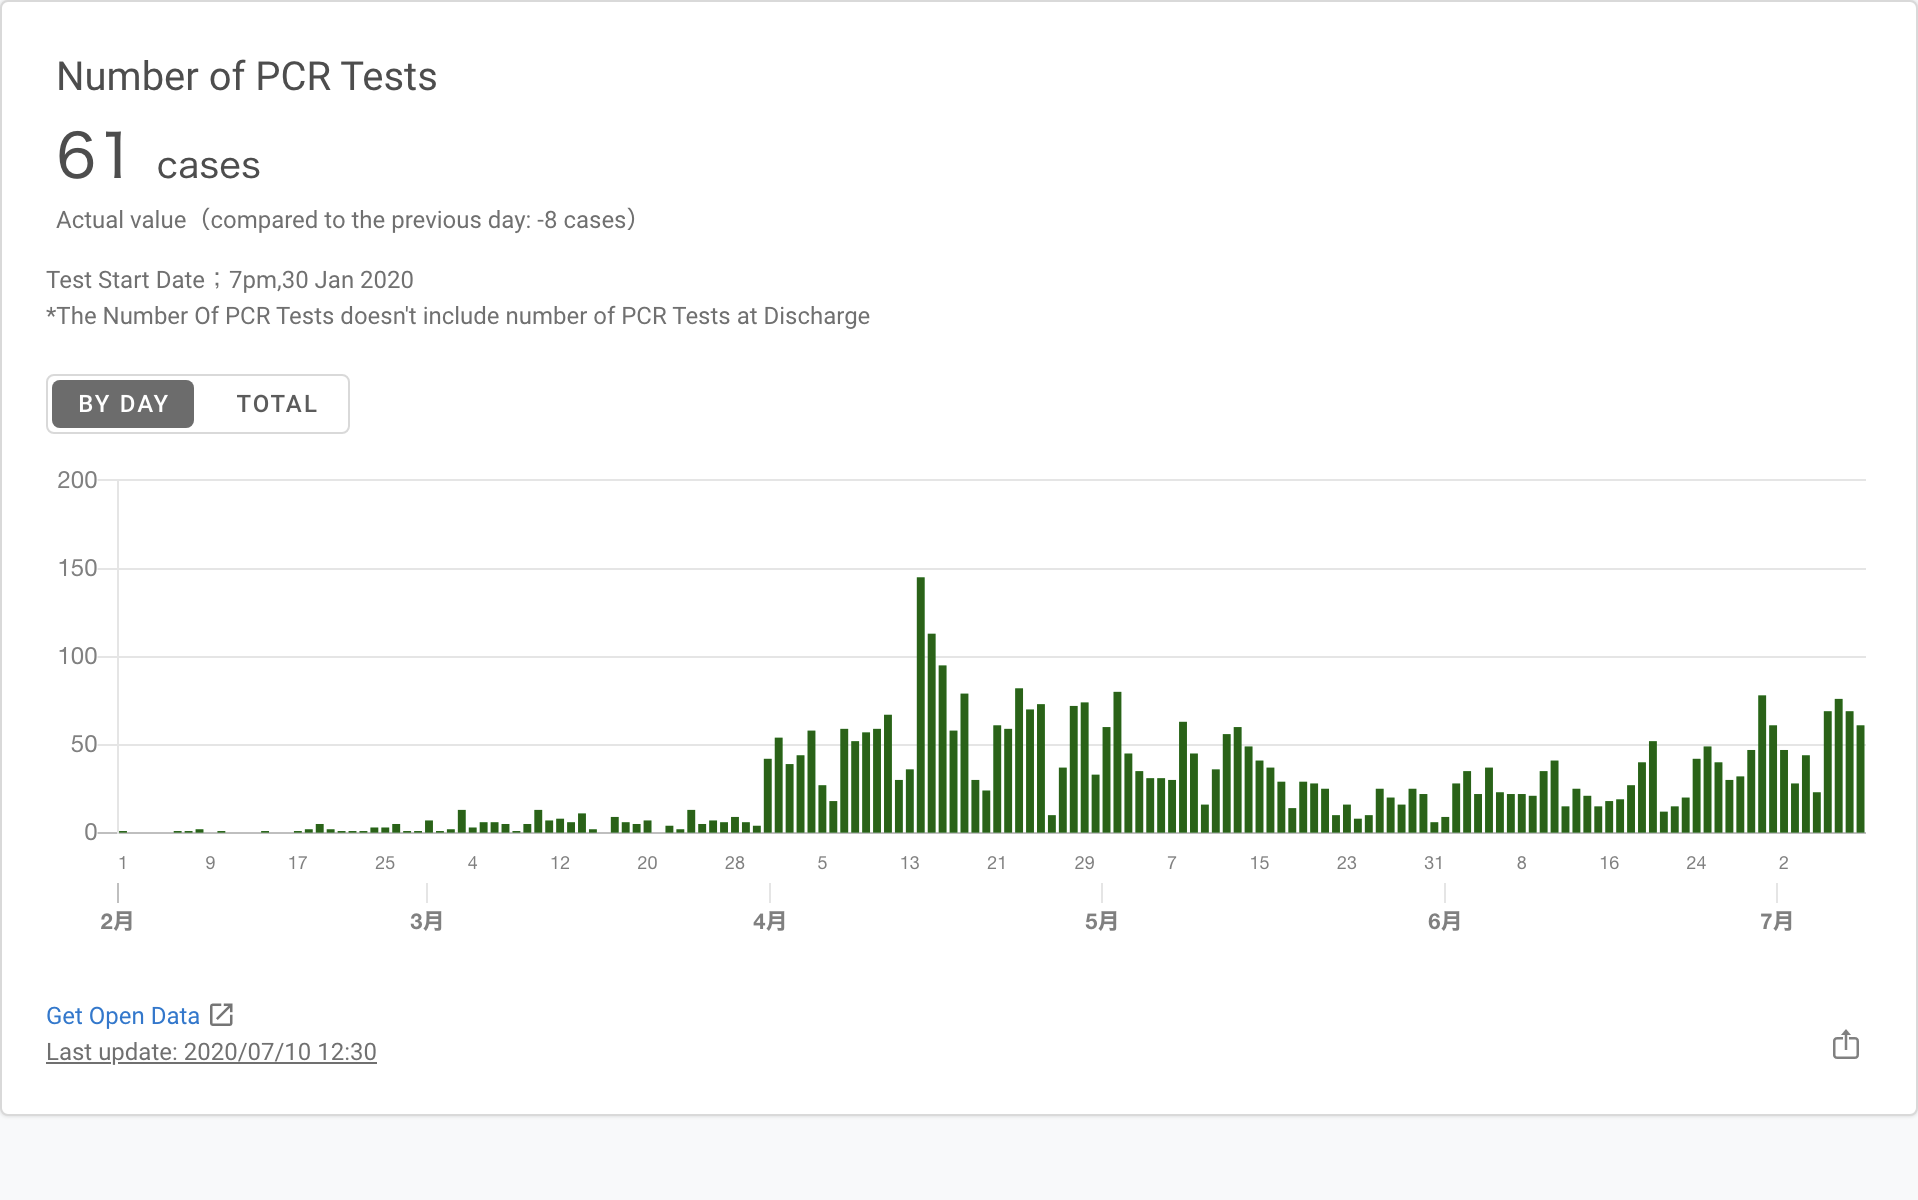 Number of PCR Tests
61 cases
Actual value（compared to the previous day: -8 cases）
Test Start Date；7pm,30 Jan 2020
*The Number Of PCR Tests doesn't include number of PCR Tests at Discharge
BY DAY TOTAL
200
150
100
50
0
1 9 17 25 4 12 20 28 5 13 21 29 7 15 23 31 8 16 24 2
2月 3月 4月 5月 6月 7月
Get Open Data
Last update: 2020/07/10 12:30